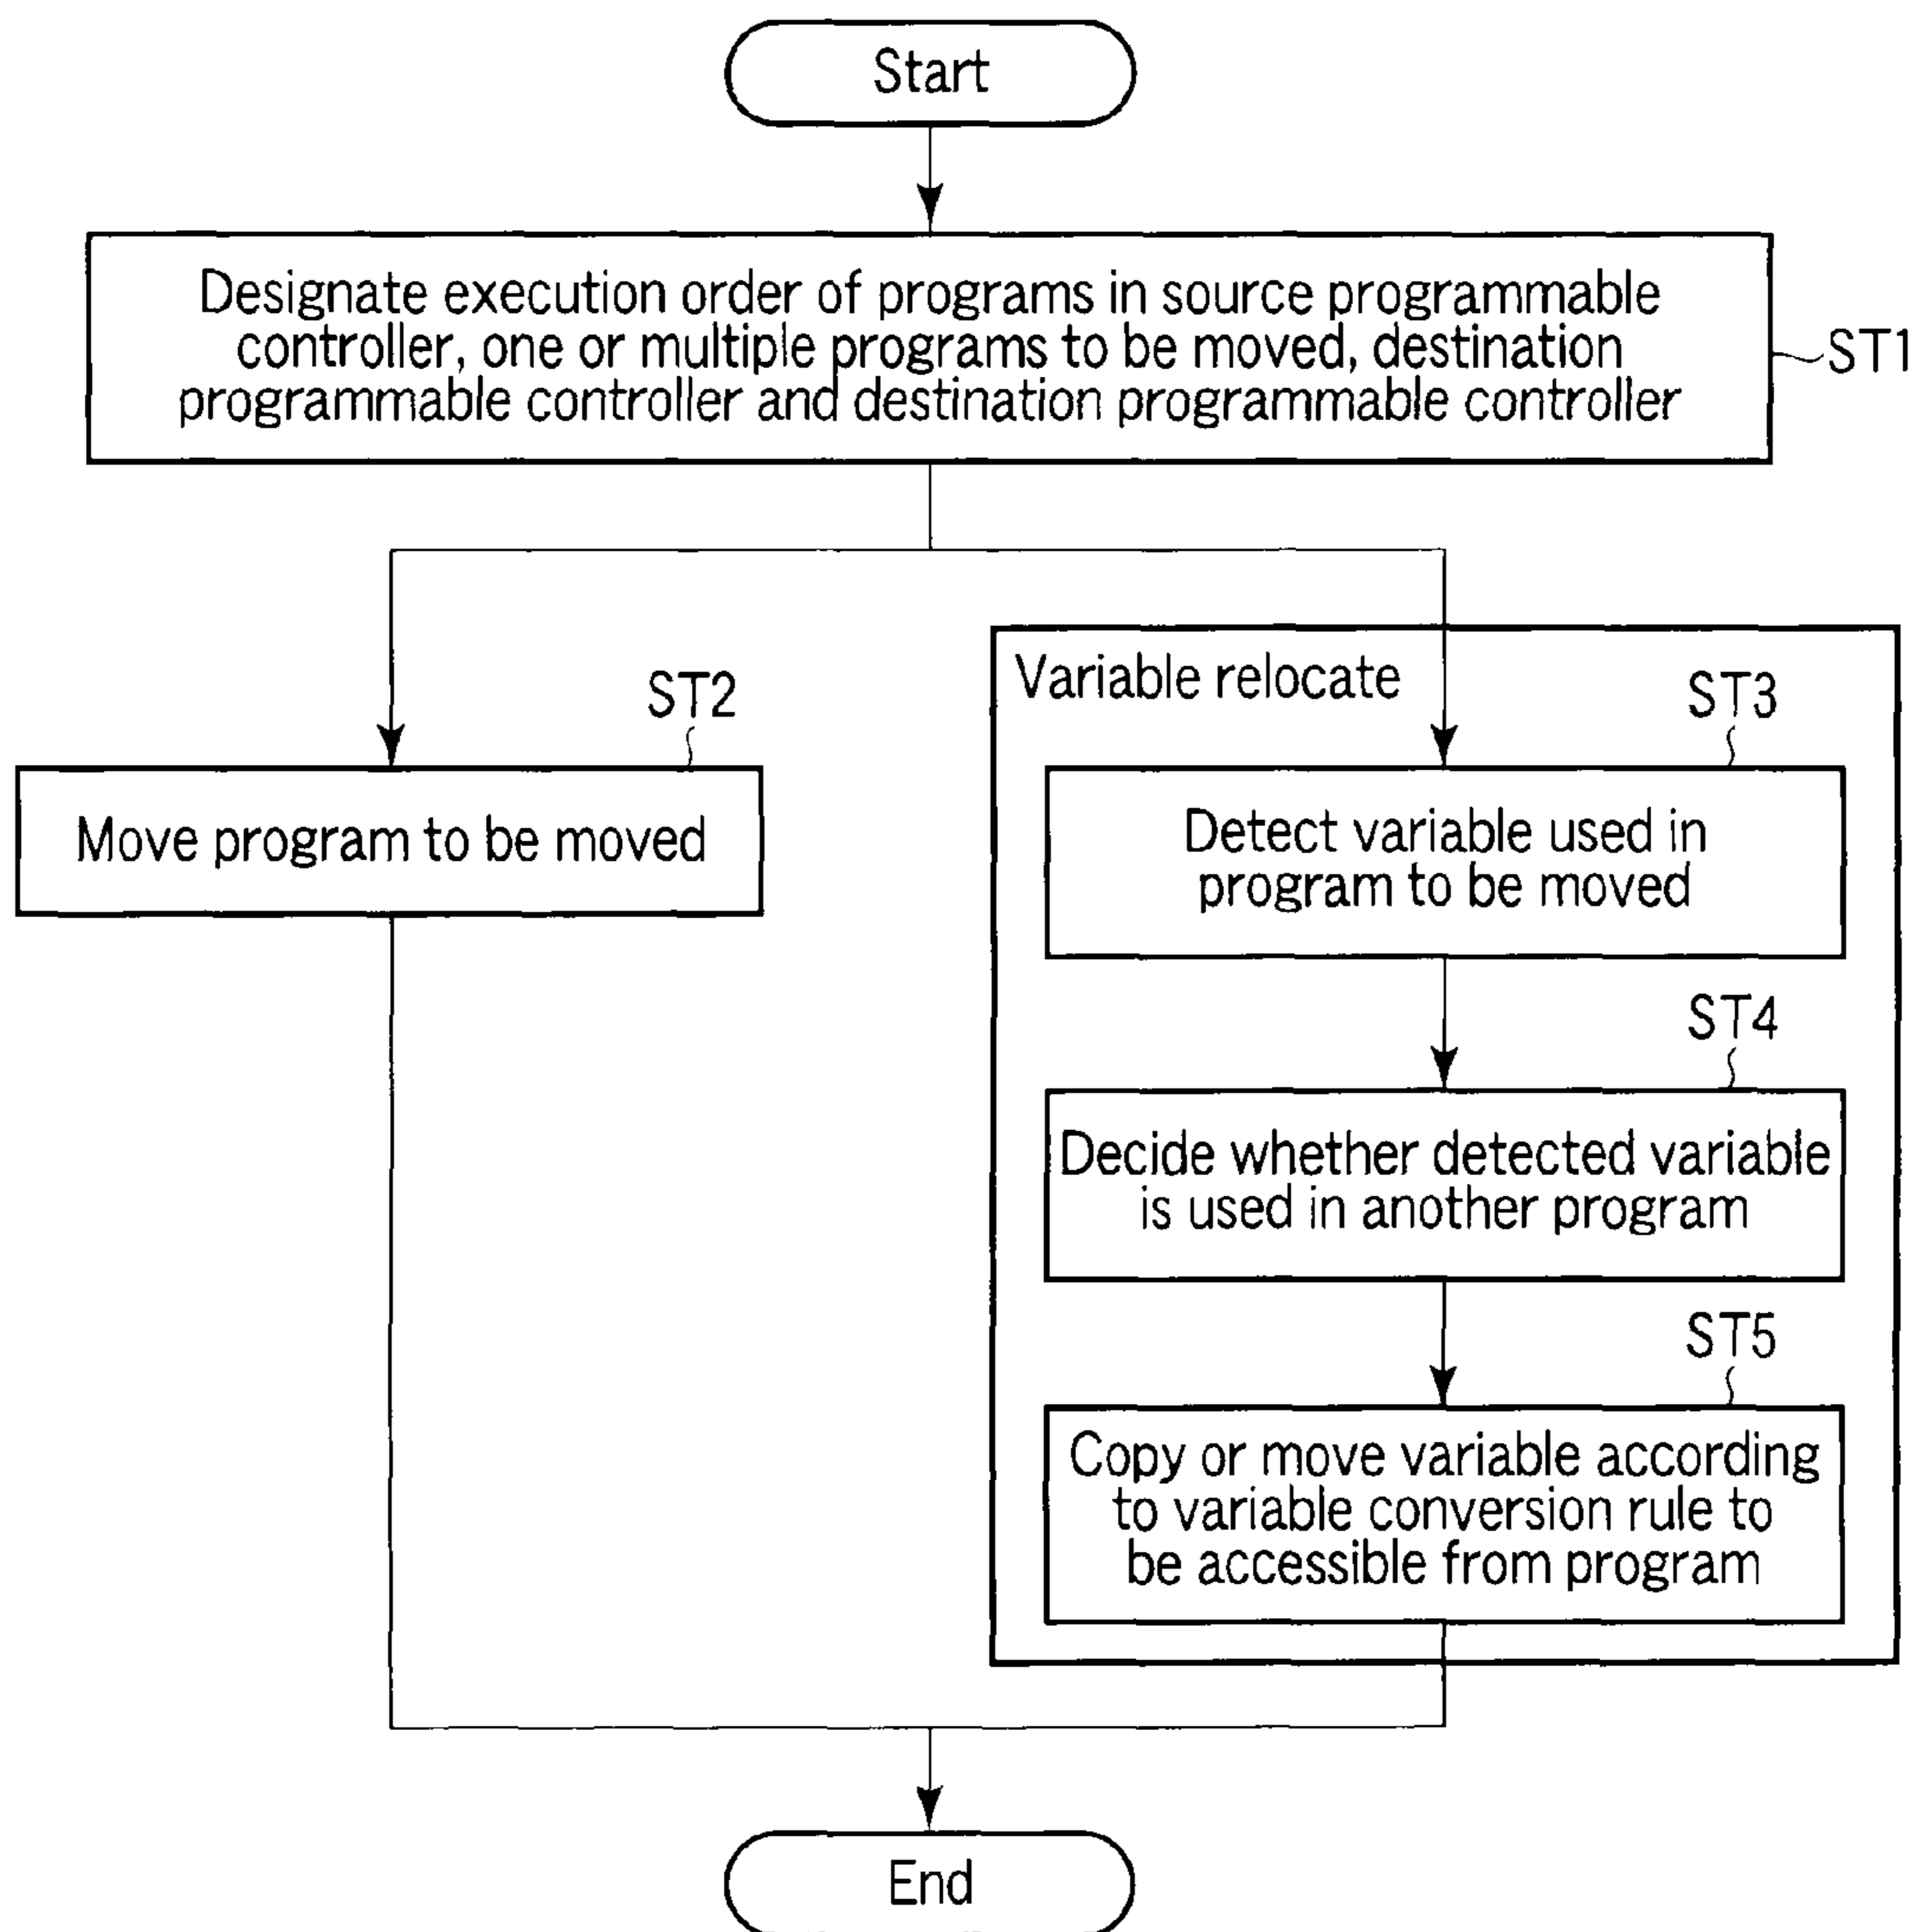 Start
Designate execution order of programs in source programmable
controller, one or multiple programs to be moved, destination
programmable controller and destination programmable controller
ST1
ST2
Move program to be moved
Variable relocate
ST3
Detect variable used in
program to be moved
ST4
Decide whether detected variable
is used in another program
ST5
Copy or move variable according
to variable conversion rule to
be accessible from program
End